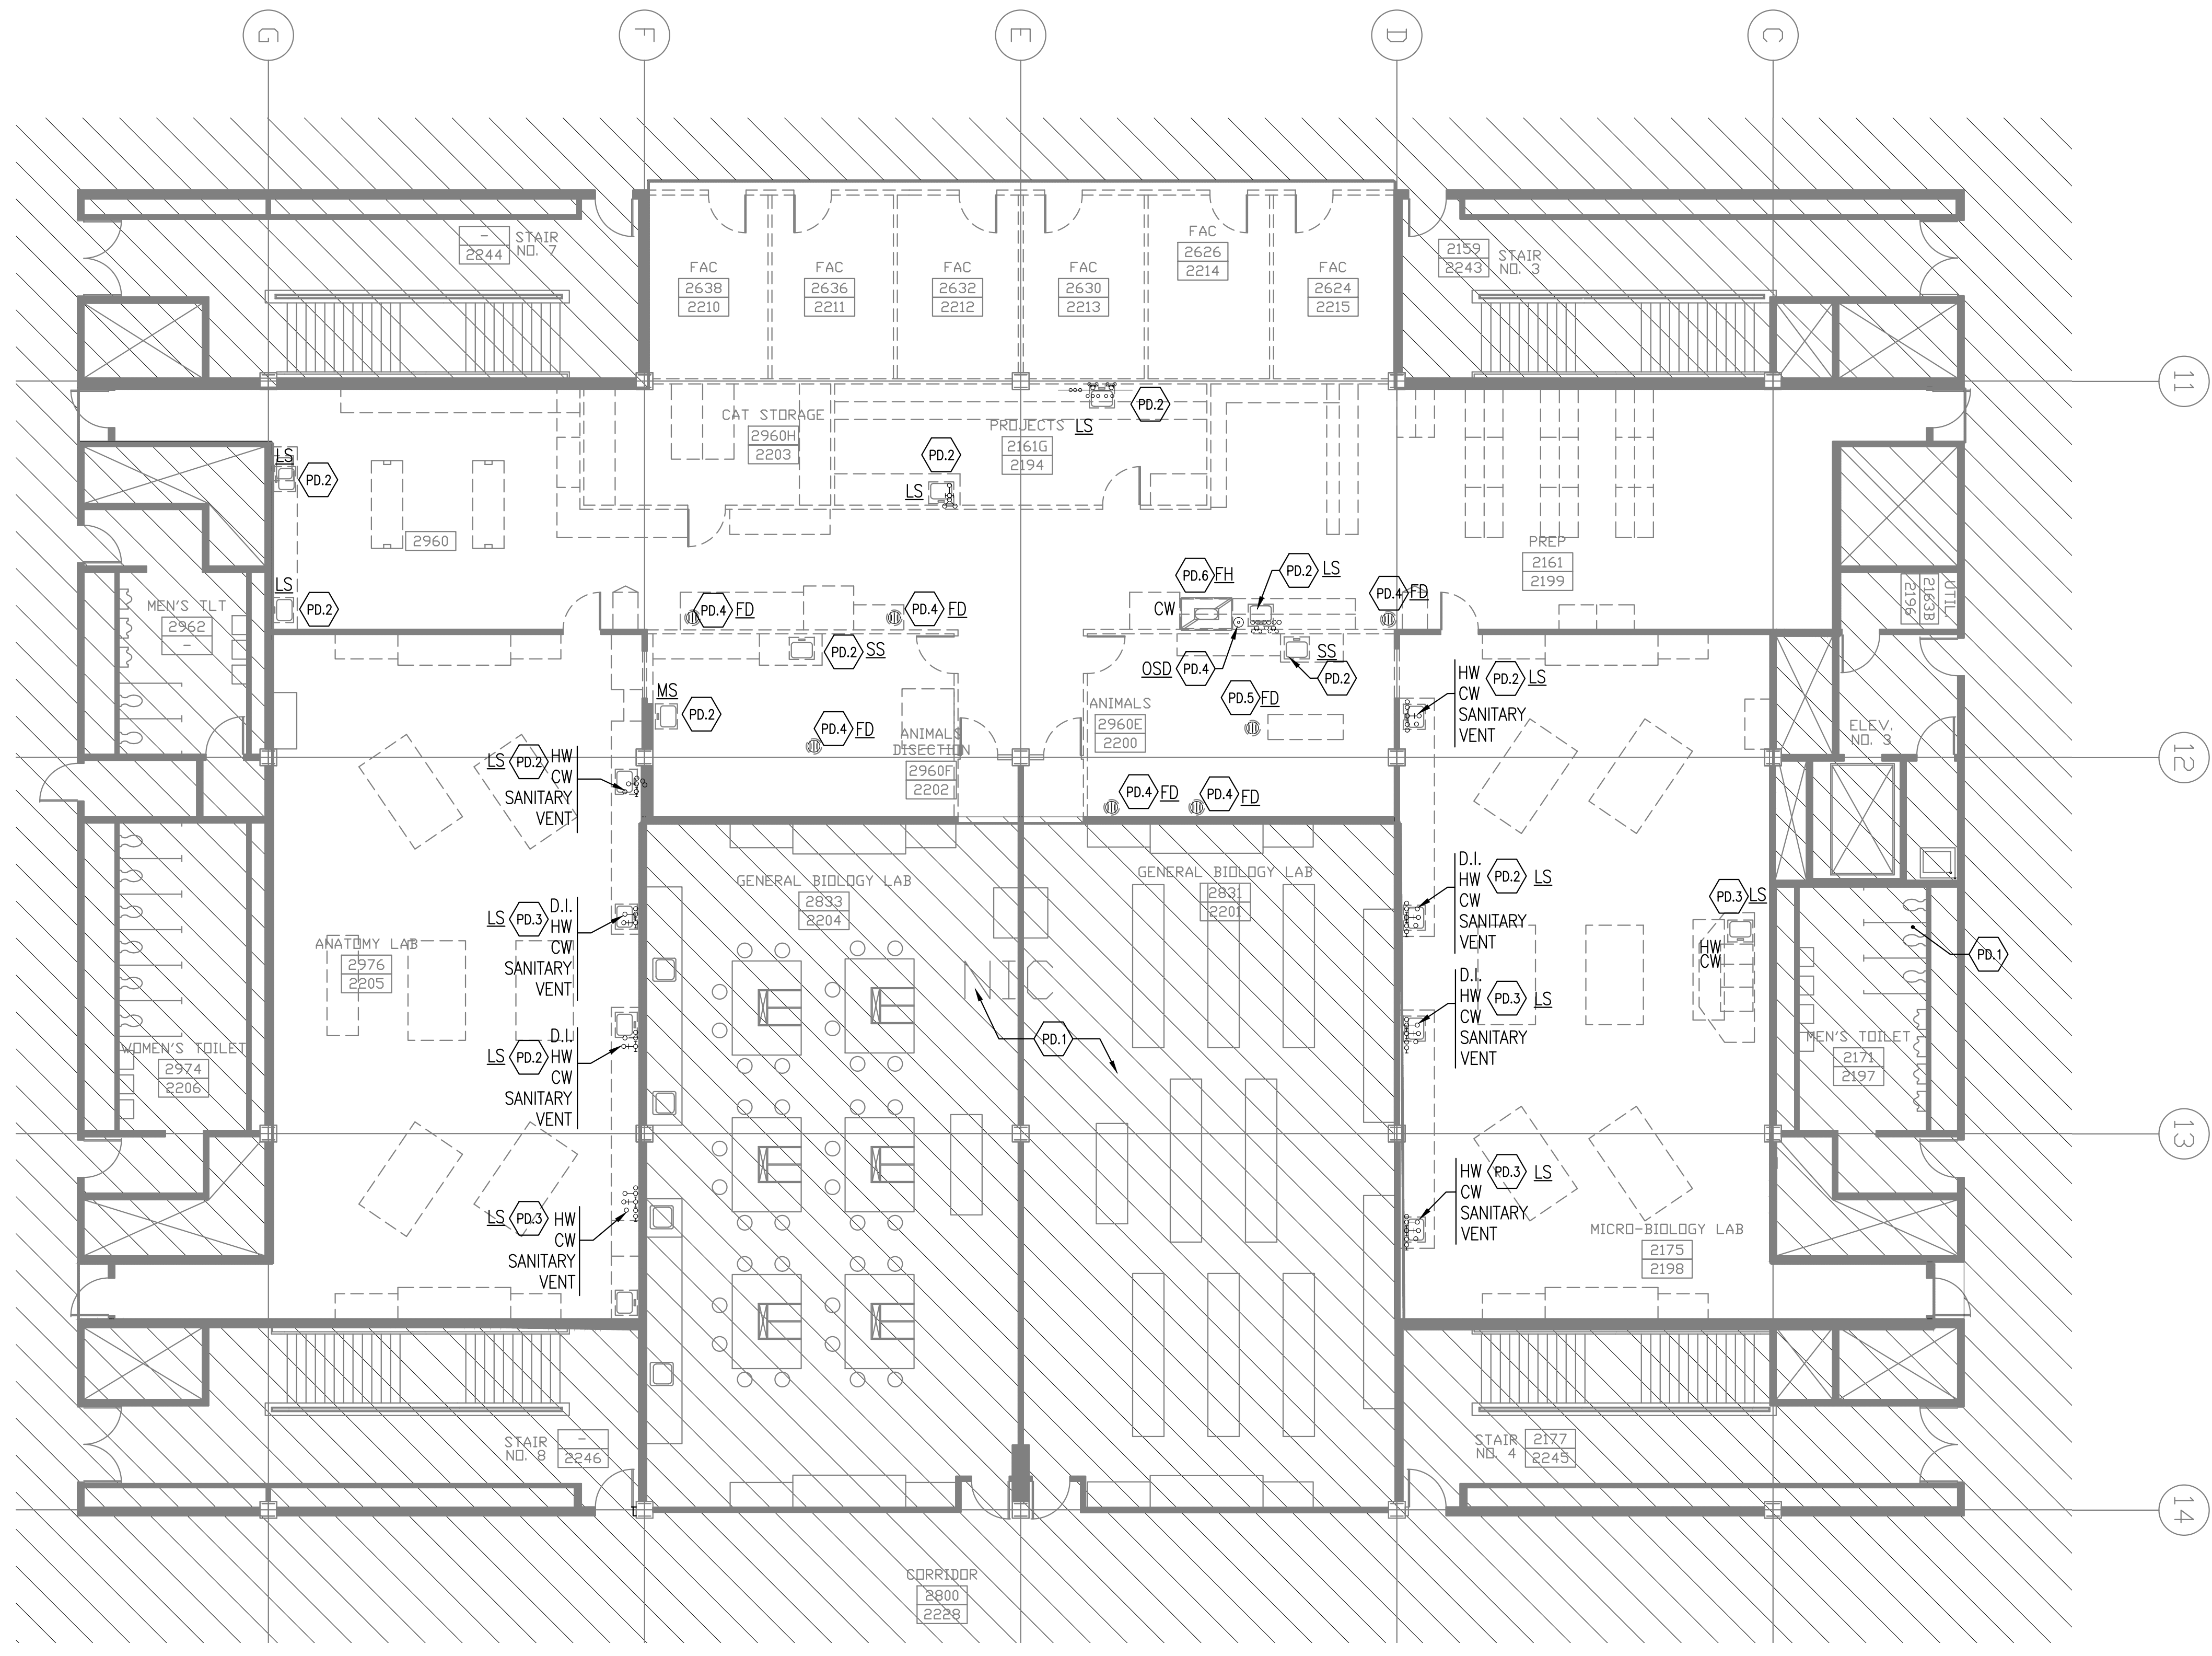 G
F
E
D
C
11
12
13
14
-
2244
STAIR
NO. 7
FAC
2638
2210
FAC
2636
2211
FAC
2632
2212
FAC
2630
2213
FAC
2626
2214
FAC
2624
2215
2159
2243
STAIR
NO. 3
CAT STORAGE
2960H
2203
PROJECTS
2161G
2194
LS
PD.2
PD.2
LS
LS
PD.2
2960
LS
PD.2
PREP
2161
2199
UTIL
2163B
2196
MEN'S TLT
2962
-
PD.4 FD
PD.4 FD
PD.6 FH
CW
PD.2 LS
PD.4 FD
PD.2 SS
OSD PD.4
SS
PD.2
MS
PD.2
PD.4 FD
PD.5 FD
ANIMALS
DISECTION
2960F
2202
ANIMALS
2960E
2200
PD.4 FD
PD.4 FD
ELEV.
NO. 3
LS PD.2 HW
CW
SANITARY
VENT
HW PD.2 LS
CW
SANITARY
VENT
LS PD.3 D.I.
HW
CW
SANITARY
VENT
D.I. PD.2 LS
HW
CW
SANITARY
VENT
ANATOMY LAB
2976
2205
GENERAL BIOLOGY LAB
2833
2204
GENERAL BIOLOGY LAB
2831
2201
NIC
PD.1
PD.3 LS
HW
CW
PD.1
D.I. PD.3 LS
HW
CW
SANITARY
VENT
LS PD.2 D.I.
HW
CW
SANITARY
VENT
WOMEN'S TOILET
2974
2206
MEN'S TOILET
2171
2197
LS PD.3 HW
CW
SANITARY
VENT
HW PD.3 LS
CW
SANITARY
VENT
MICRO-BIOLOGY LAB
2175
2198
STAIR
NO. 8
-
2246
STAIR
NO. 4
2177
2245
CORRIDOR
2800
2228